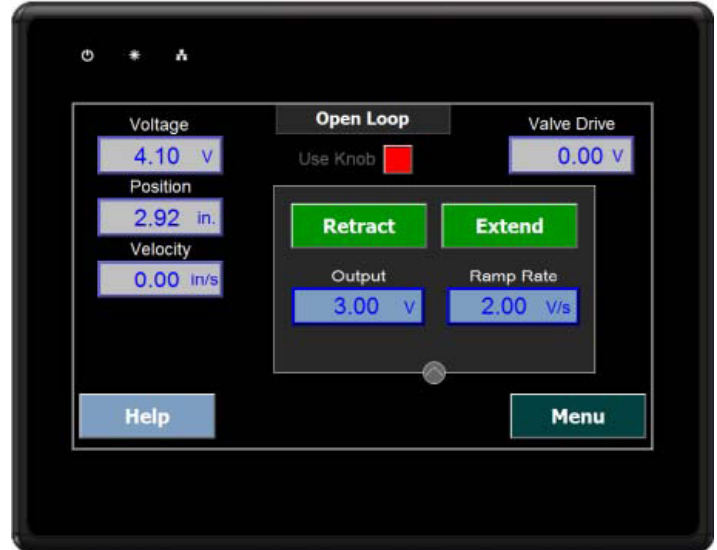 Open Loop
Voltage
4.10 V
Use Knob
Valve Drive
0.00 V
Position
2.92 in.
Velocity
0.00 in/s
Retract
Extend
Output
3.00 V
Ramp Rate
2.00 V/s
Help
Menu